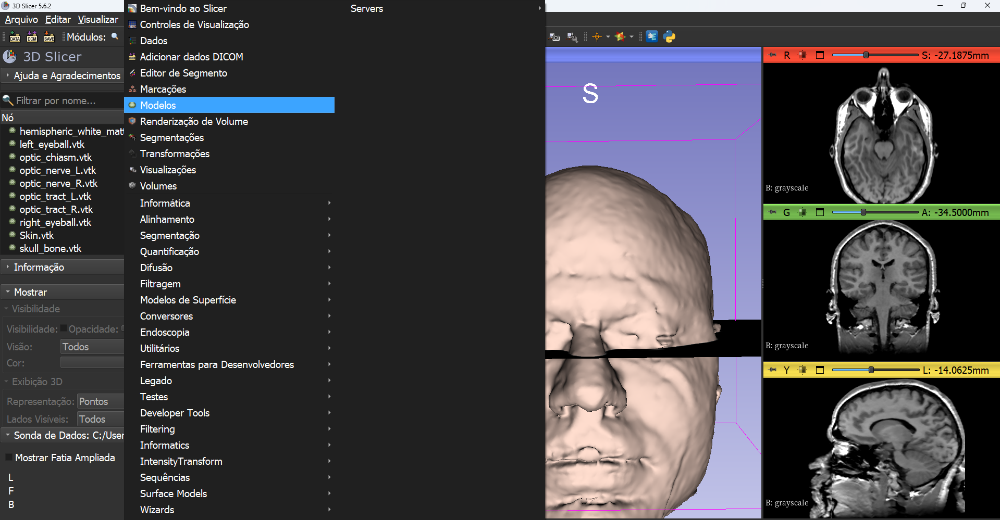 3D Slicer 5.6.2
Arquivo Editar Visualizar
DATA DCM SAVE Módulos:
3D Slicer
Ajuda e Agradecimentos
Filtrar por nome...
Nó
hemispheric_white_mat
left_eyeball.vtk
optic_chiasm.vtk
optic_nerve_L.vtk
optic_nerve_R.vtk
optic_tract_L.vtk
optic_tract_R.vtk
right_eyeball.vtk
Skin.vtk
skull_bone.vtk
Informação
Mostrar
Visibilidade
Visibilidade: Opacidade:
Visão: Todos
Cor:
Exibição 3D
Representação: Pontos
Lados Visíveis: Todos
Sonda de Dados: C:/User
Mostrar Fatia Ampliada
L
F
B
Bem-vindo ao Slicer
Controles de Visualização
Dados
Adicionar dados DICOM
Editor de Segmento
Marcações
Modelos
Renderização de Volume
Segmentações
Transformações
Visualizações
Volumes
Informática
Alinhamento
Segmentação
Quantificação
Difusão
Filtragem
Modelos de Superfície
Conversores
Endoscopia
Utilitários
Ferramentas para Desenvolvedores
Legado
Testes
Developer Tools
Filtering
Informatics
IntensityTransform
Sequências
Surface Models
Wizards
Servers
S
R S: -27.1875mm
B: grayscale
G A: -34.5000mm
B: grayscale
Y L: -14.0625mm
B: grayscale